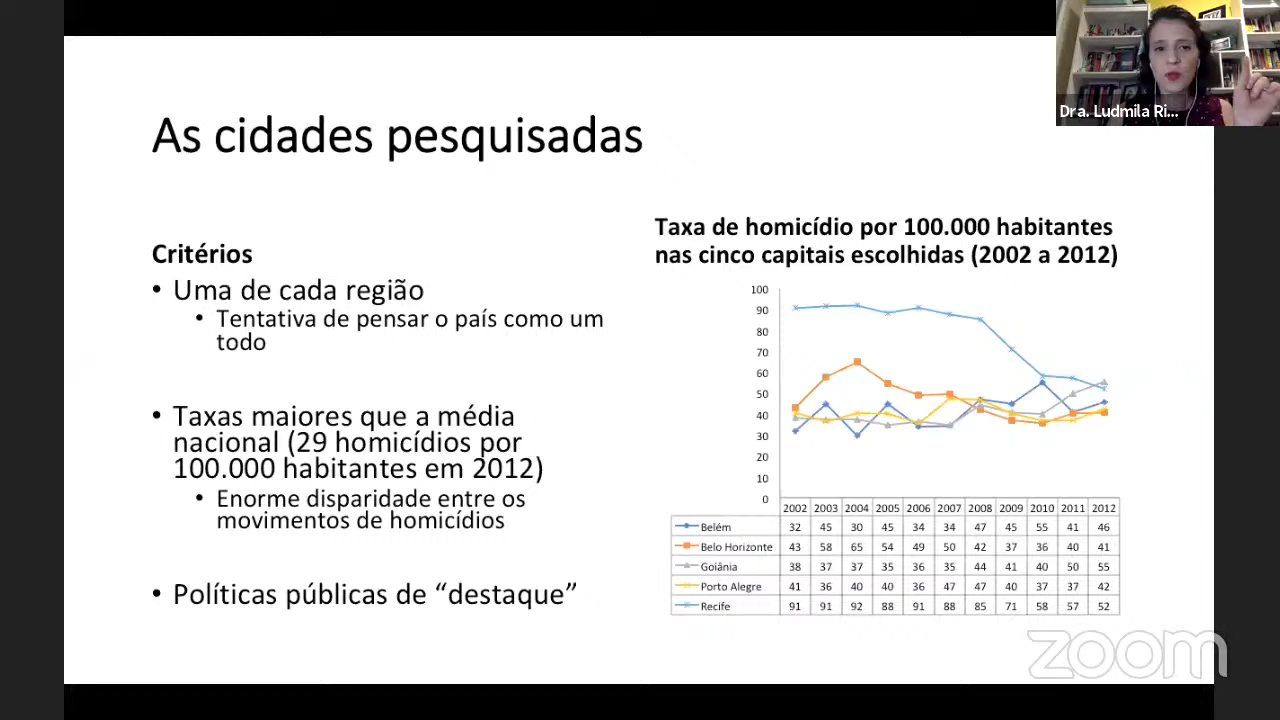 Dra. Ludmila Ri...
As cidades pesquisadas
Critérios
• Uma de cada região
• Tentativa de pensar o país como um
todo
• Taxas maiores que a média
nacional (29 homicídios por
100.000 habitantes em 2012)
• Enorme disparidade entre os
movimentos de homicídios
• Políticas públicas de “destaque”
Taxa de homicídio por 100.000 habitantes
nas cinco capitais escolhidas (2002 a 2012)
100
90
80
70
60
50
40
30
20
10
0
2002 2003 2004 2005 2006 2007 2008 2009 2010 2011 2012
Belém 32 45 30 45 34 34 47 45 55 41 46
Belo Horizonte 43 58 65 54 49 50 42 37 36 40 41
Goiânia 38 37 37 35 36 35 44 41 40 50 55
Porto Alegre 41 36 40 40 36 47 47 40 37 37 42
Recife 91 91 92 88 91 88 85 71 58 57 52
zoom